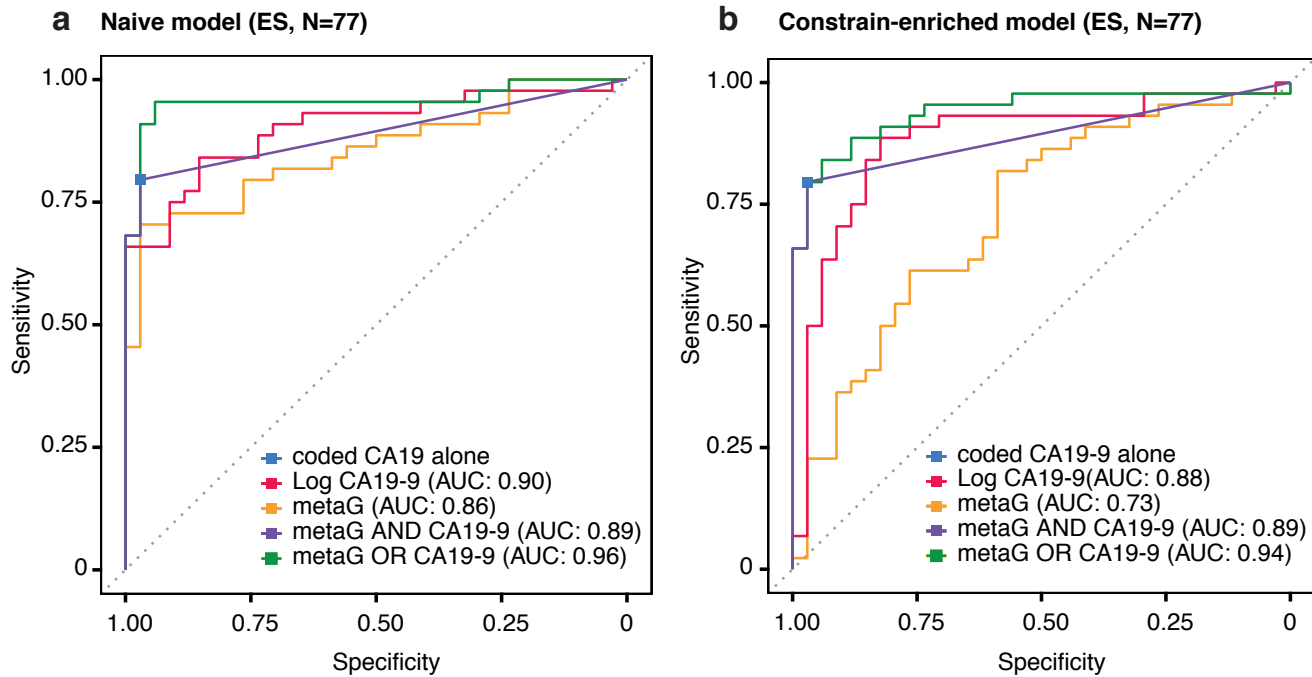 a Naive model (ES, N=77)
1.00
0.75
0.50
0.25
0
Sensitivity
coded CA19 alone
Log CA19-9 (AUC: 0.90)
metaG (AUC: 0.86)
metaG AND CA19-9 (AUC: 0.89)
metaG OR CA19-9 (AUC: 0.96)
1.00 0.75 0.50 0.25 0
Specificity
b Constrain-enriched model (ES, N=77)
1.00
0.75
0.50
0.25
0
Sensitivity
coded CA19-9 alone
Log CA19-9(AUC: 0.88)
metaG (AUC: 0.73)
metaG AND CA19-9 (AUC: 0.89)
metaG OR CA19-9 (AUC: 0.94)
1.00 0.75 0.50 0.25 0
Specificity